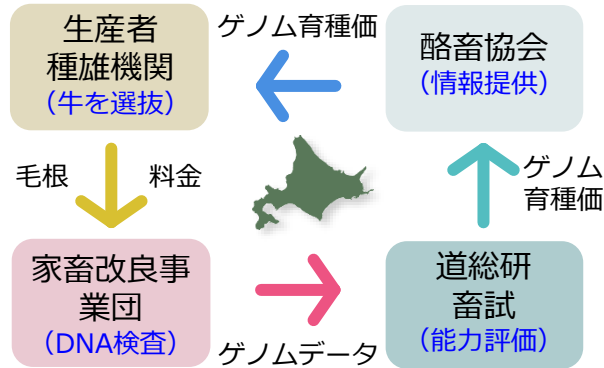 生産者
種雄機関
（牛を選抜）
ゲノム育種価
酪畜協会
（情報提供）
毛根
料金
ゲノム
育種価
家畜改良事
業団
（DNA検査）
ゲノムデータ
道総研
畜試
（能力評価）